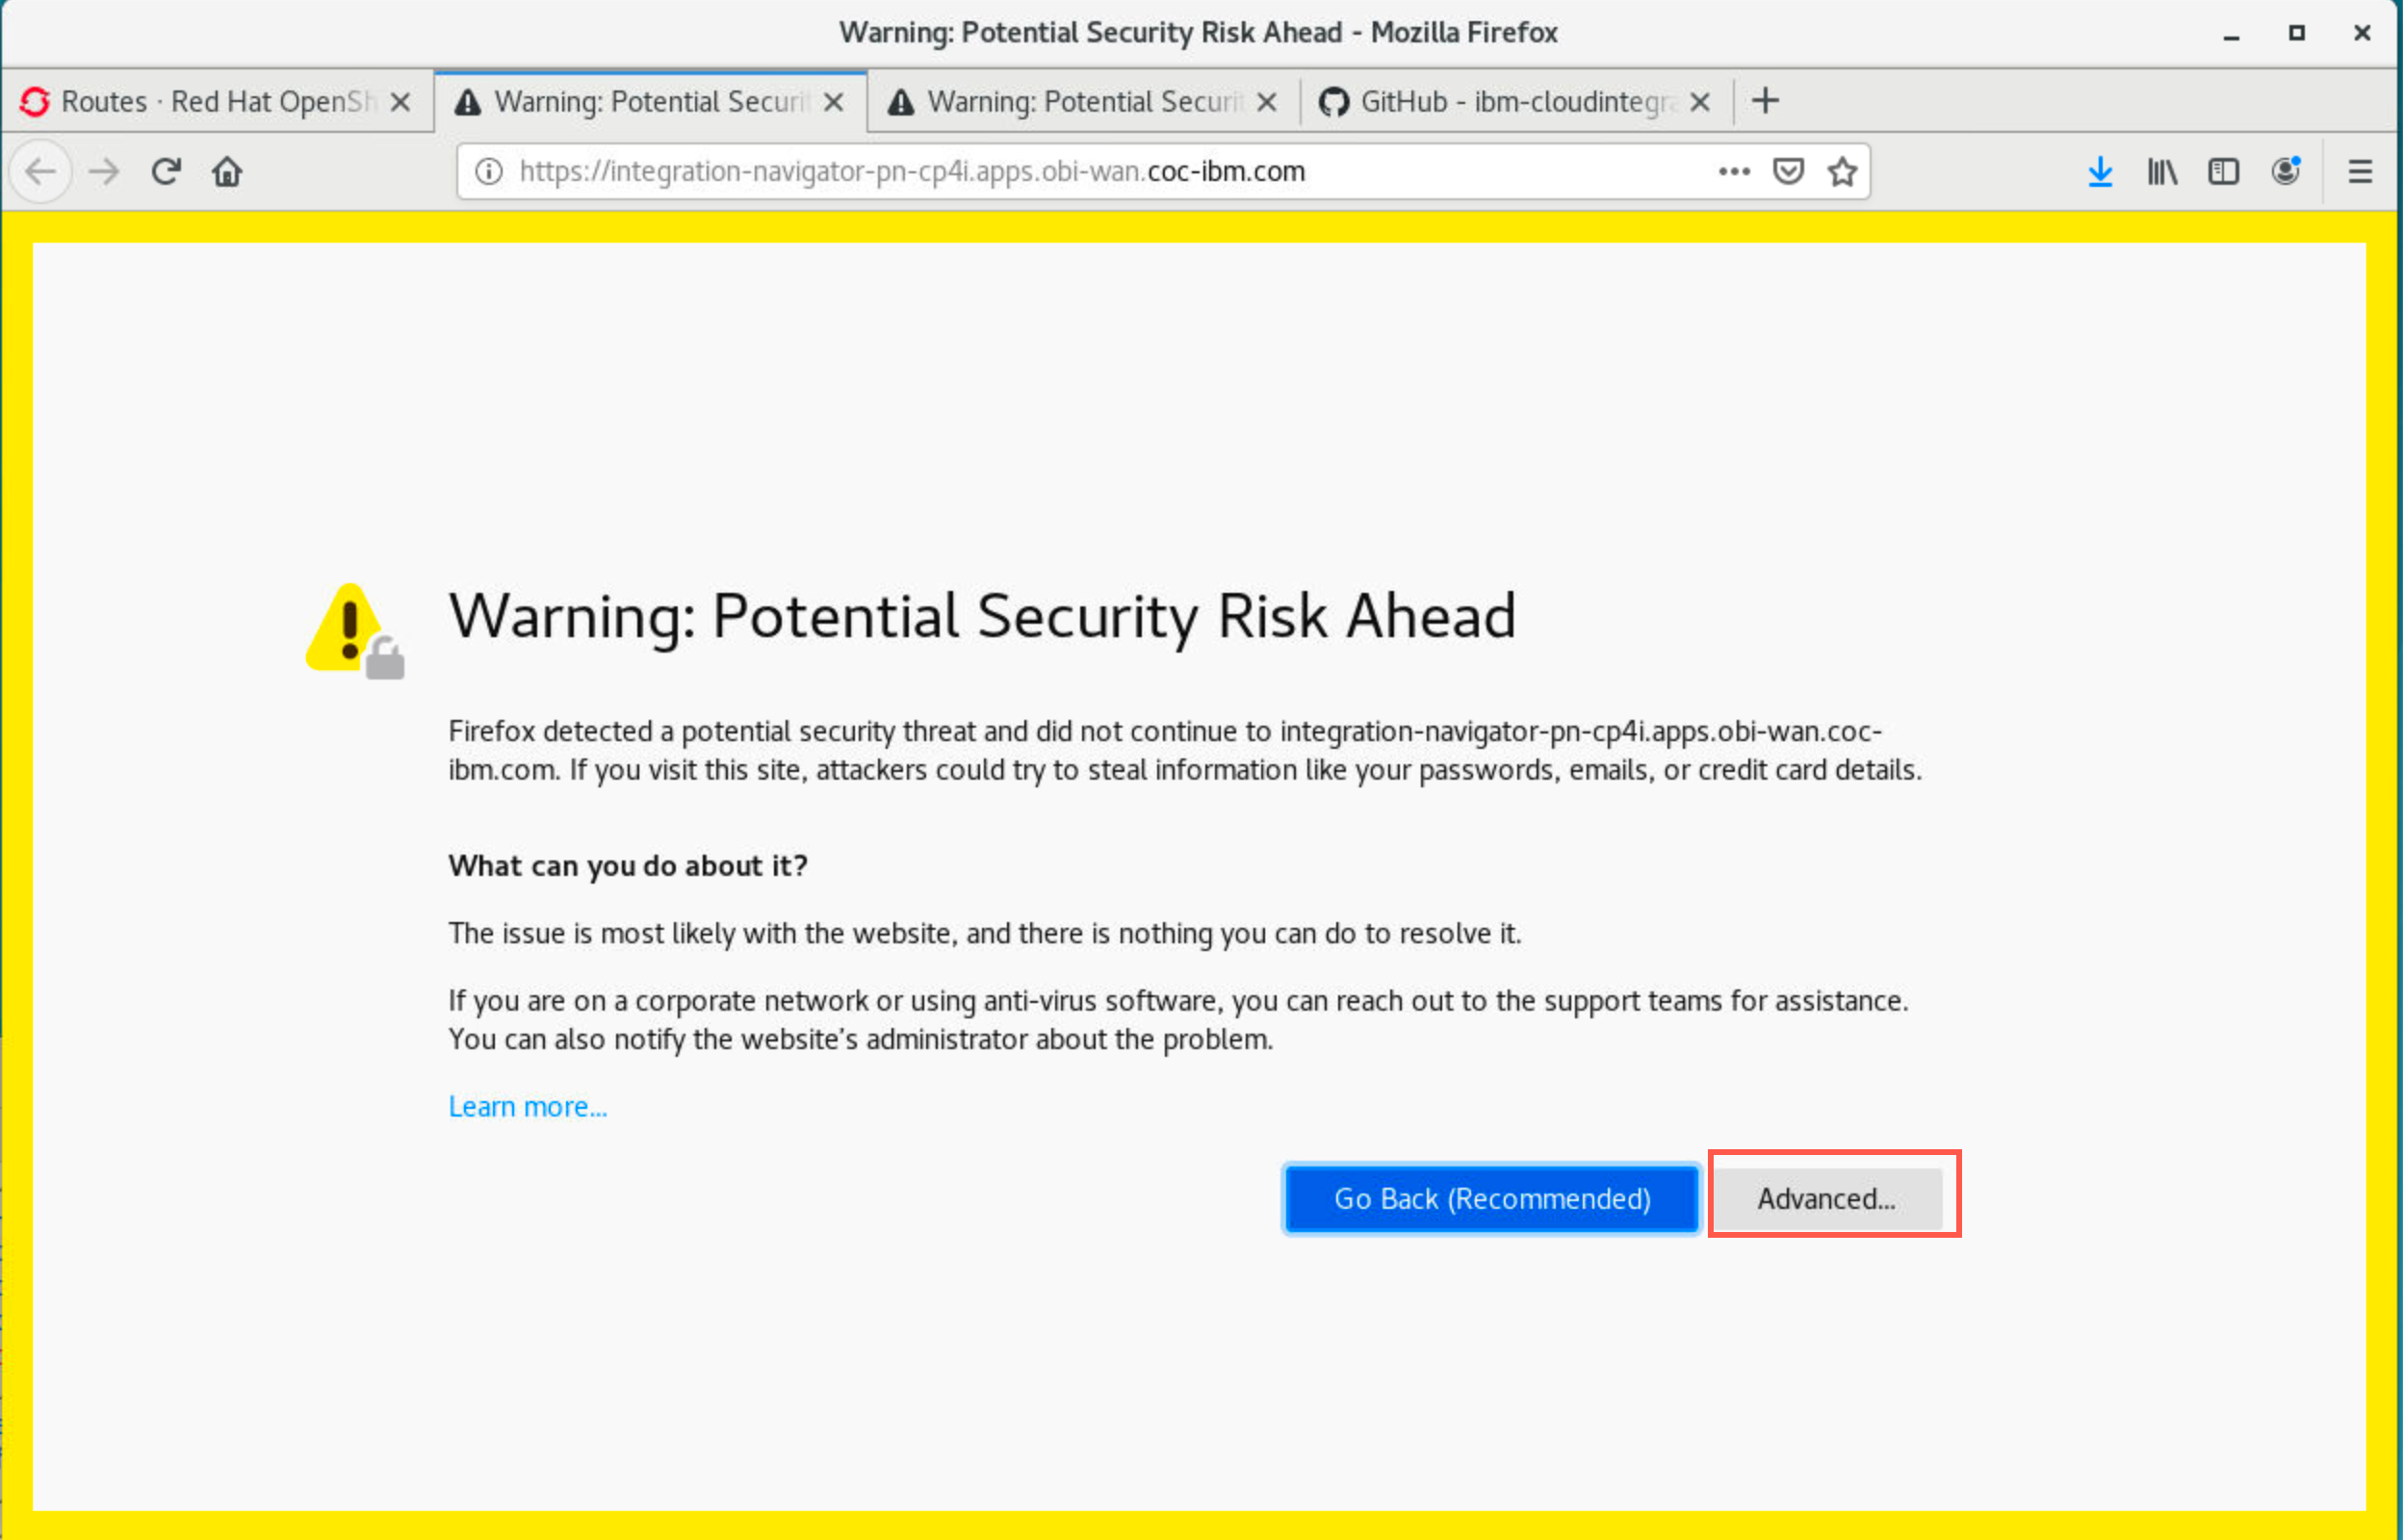 Warning: Potential Security Risk Ahead - Mozilla Firefox
Routes · Red Hat OpenSh
Warning: Potential Securit
Warning: Potential Securit
GitHub - ibm-cloudintegra
https://integration-navigator-pn-cp4i.apps.obi-wan.coc-ibm.com
Warning: Potential Security Risk Ahead
Firefox detected a potential security threat and did not continue to integration-navigator-pn-cp4i.apps.obi-wan.coc-
ibm.com. If you visit this site, attackers could try to steal information like your passwords, emails, or credit card details.
What can you do about it?
The issue is most likely with the website, and there is nothing you can do to resolve it.
If you are on a corporate network or using anti-virus software, you can reach out to the support teams for assistance.
You can also notify the website’s administrator about the problem.
Learn more…
Go Back (Recommended)
Advanced…